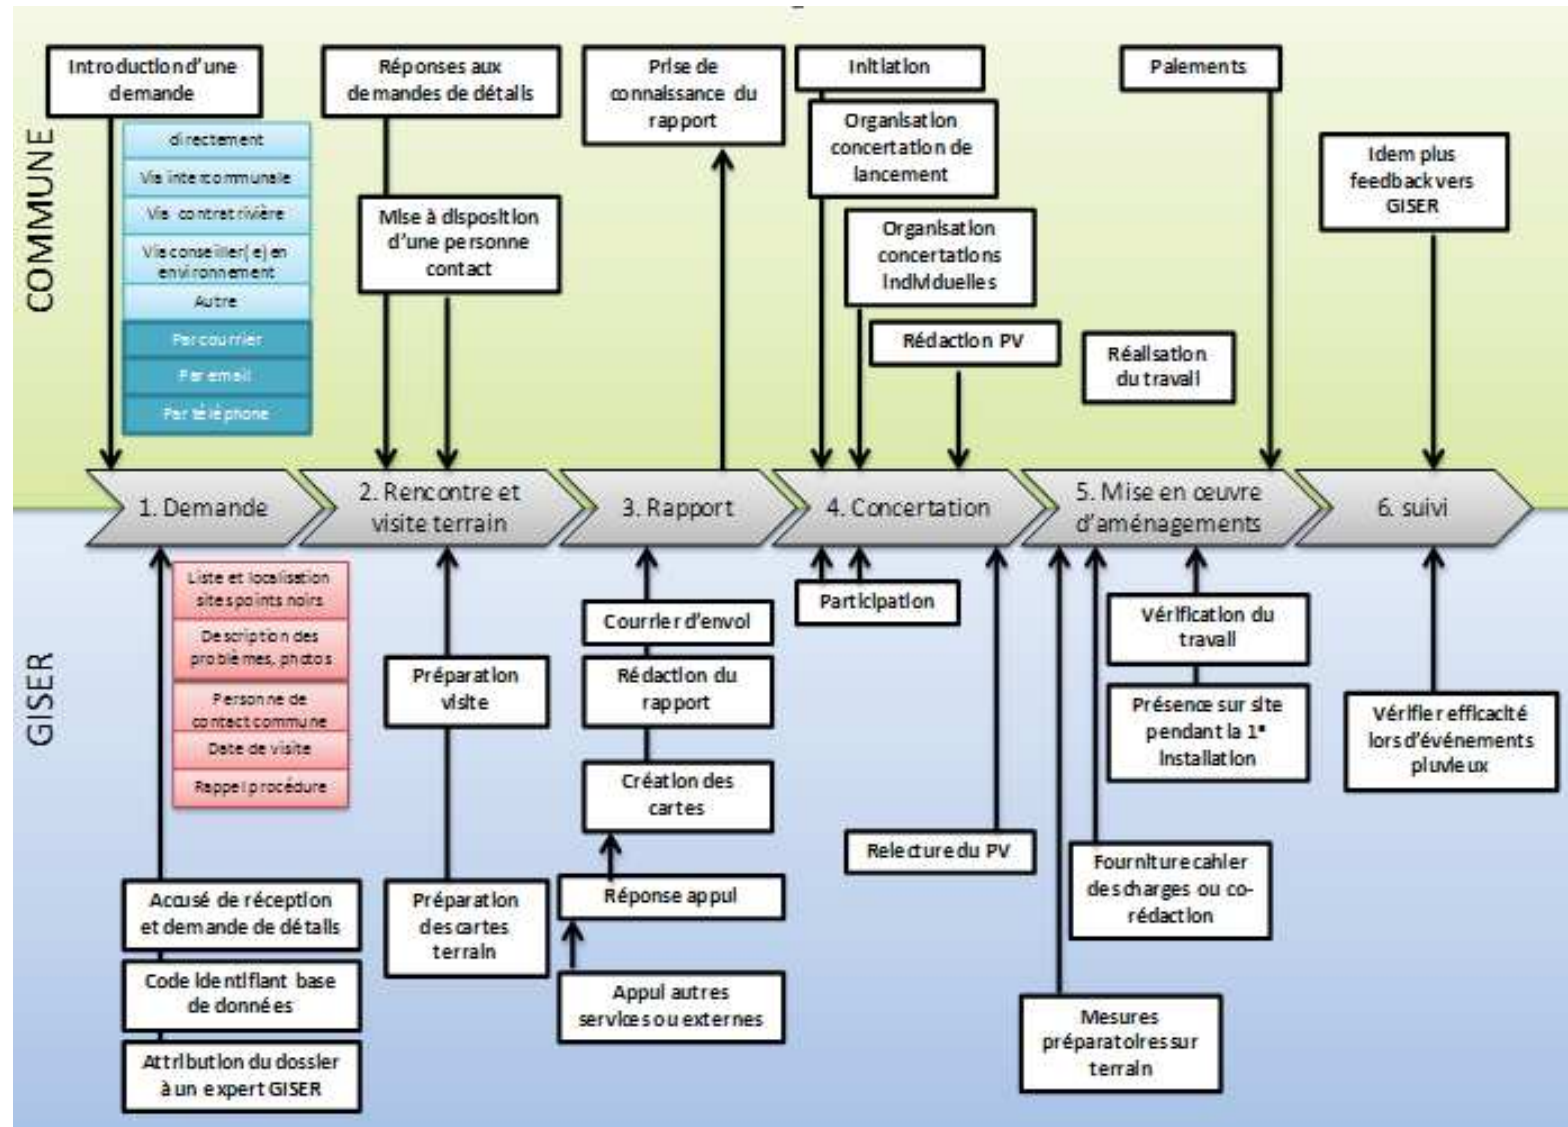 COMMUNE
Introduction d'une
demande
directement
Via intercommunale
Via contrat rivière
Via conseiller(e) en
environnement
Autre
Par courrier
Par email
Par téléphone
Réponses aux
demandes de détails
Mise à disposition
d'une personne
contact
Prise de
connaissance du
rapport
Initiation
Organisation
concertation de
lancement
Organisation
concertations
individuelles
Rédaction PV
Paiements
Réalisation
du travail
Idem plus
feedback vers
GISER
1. Demande
2. Rencontre et
visite terrain
3. Rapport
4. Concertation
5. Mise en œuvre
d'aménagements
6. suivi
GISER
Liste et localisation
sites points noirs
Description des
problèmes, photos
Personne de
contact commune
Date de visite
Rappel procédure
Accusé de réception
et demande de détails
Code identifiant base
de données
Attribution du dossier
à un expert GISER
Préparation
visite
Préparation
des cartes
terrain
Courrier d'envoi
Rédaction du
rapport
Création des
cartes
Réponse appui
Appui autres
services ou externes
Participation
Relecture du PV
Vérification du
travail
Présence sur site
pendant la 1°
installation
Fourniture cahier
des charges ou co-
rédaction
Mesures
préparatoires sur
terrain
Vérifier efficacité
lors d'événements
pluvieux